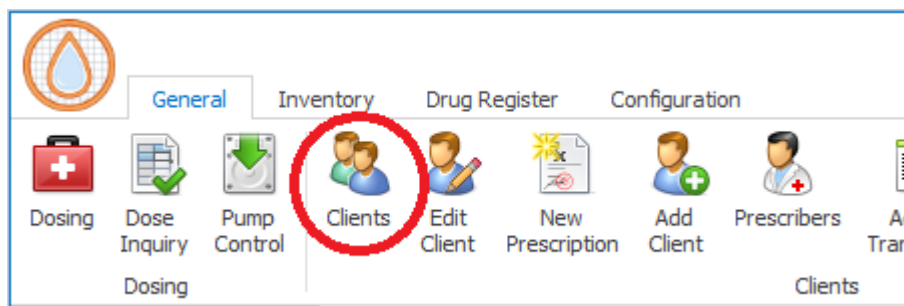 General Inventory Drug Register Configuration
Dosing Dose Inquiry Pump Control Clients Edit Client New Prescription Add Client Prescribers
Dosing Clients